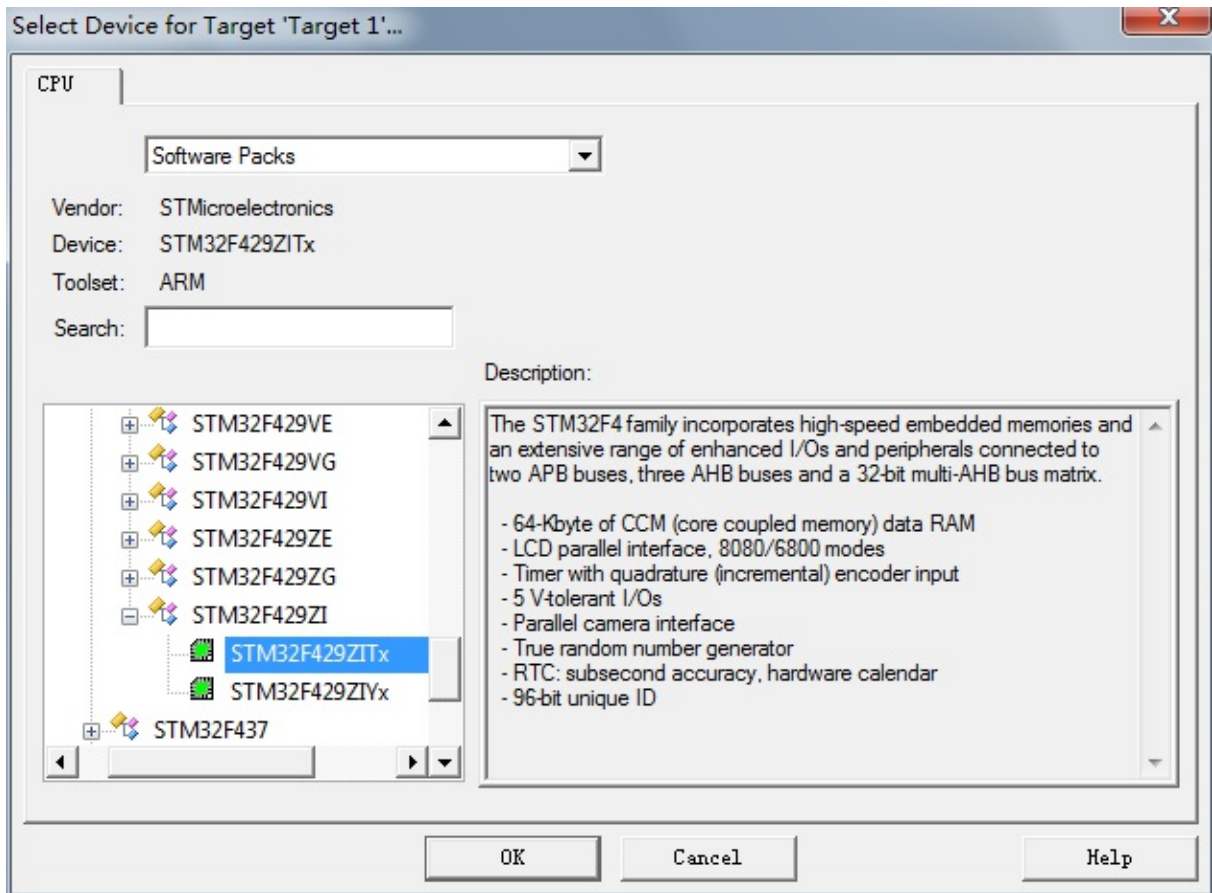 Select Device for Target 'Target 1'...
CPU
Software Packs
Vendor: STMicroelectronics
Device: STM32F429ZITx
Toolset: ARM
Search:
Description:
STM32F429VE
STM32F429VG
STM32F429VI
STM32F429ZE
STM32F429ZG
STM32F429ZI
STM32F429ZITx
STM32F429ZIYx
STM32F437
The STM32F4 family incorporates high-speed embedded memories and
an extensive range of enhanced I/Os and peripherals connected to
two APB buses, three AHB buses and a 32-bit multi-AHB bus matrix.
- 64-Kbyte of CCM (core coupled memory) data RAM
- LCD parallel interface, 8080/6800 modes
- Timer with quadrature (incremental) encoder input
- 5 V-tolerant I/Os
- Parallel camera interface
- True random number generator
- RTC: subsecond accuracy, hardware calendar
- 96-bit unique ID
OK
Cancel
Help